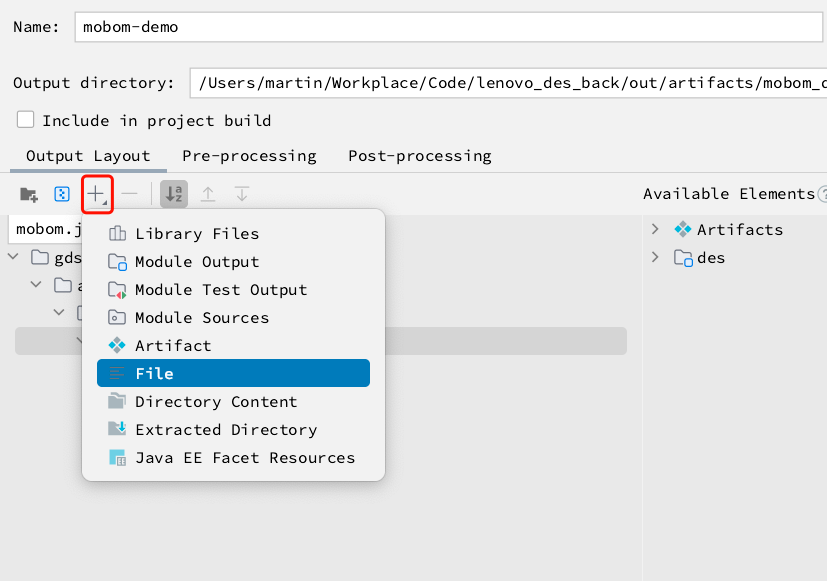 Name: mobom-demo
Output directory: /Users/martin/Workplace/Code/lenovo_des_back/out/artifacts/mobom_
Include in project build
Output Layout Pre-processing Post-processing
Available Elements
mobom.j
Artifacts
gds
des
Library Files
Module Output
Module Test Output
Module Sources
Artifact
File
Directory Content
Extracted Directory
Java EE Facet Resources